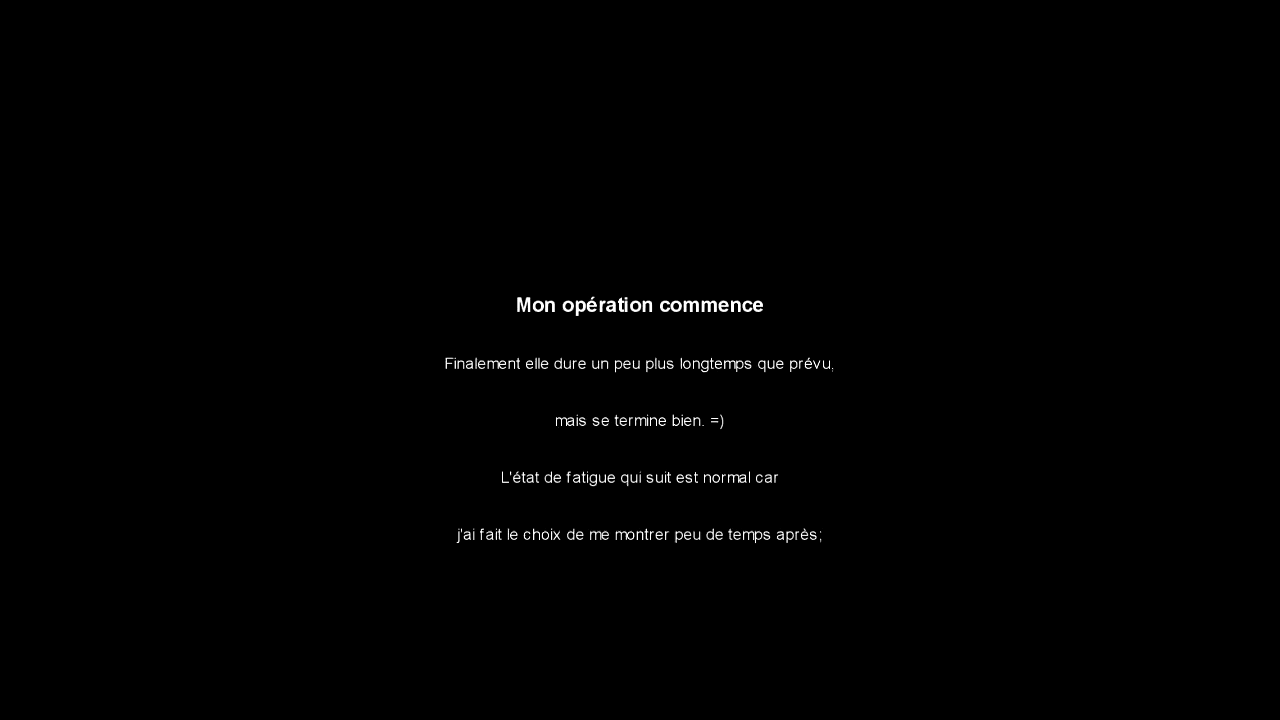 Mon opération commence
Finalement elle dure un peu plus longtemps que prévu,
mais se termine bien. =)
L'état de fatigue qui suit est normal car
j'ai fait le choix de me montrer peu de temps après;